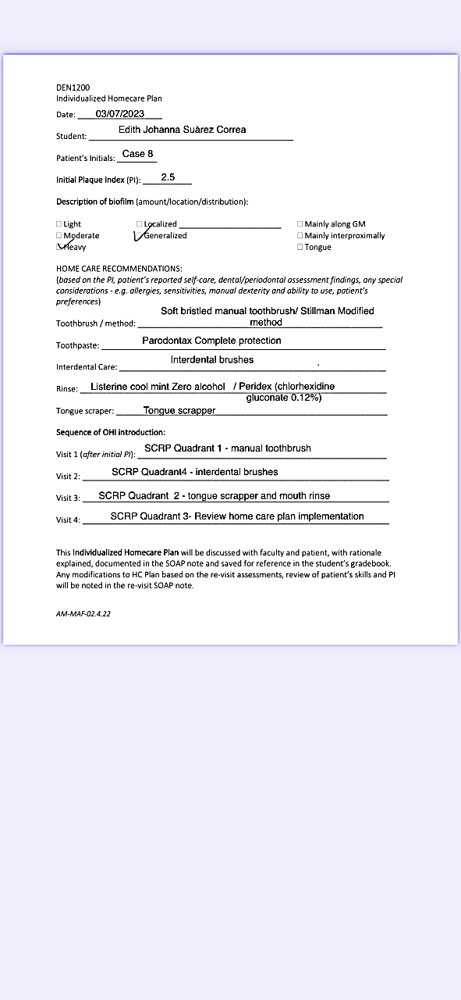 DEN1200
Individualized Homecare Plan
Date: ____03/07/2023____
Student: Edith Johanna Suárez Correa
Patient's Initials: Case 8
Initial Plaque Index (PI): 2.5
Description of biofilm (amount/location/distribution):
☐ Light ☐ Localized ____________________ ☐ Mainly along GM
☐ Moderate ☑ Generalized ☐ Mainly interproximally
☑ Heavy ☐ Tongue
HOME CARE RECOMMENDATIONS:
(based on the PI, patient's reported self-care, dental/periodontal assessment findings, any special
considerations - e.g. allergies, sensitivities, manual dexterity and ability to use, patient's
preferences)
Toothbrush / method: Soft bristled manual toothbrush/ Stillman Modified
method
Toothpaste: Parodontax Complete protection
Interdental Care: Interdental brushes .
Rinse: Listerine cool mint Zero alcohol / Peridex (chlorhexidine
gluconate 0.12%)
Tongue scraper: Tongue scrapper
Sequence of OHI introduction:
Visit 1 (after initial PI): SCRP Quadrant 1 - manual toothbrush
Visit 2: SCRP Quadrant4 - interdental brushes
Visit 3: SCRP Quadrant 2 - tongue scrapper and mouth rinse
Visit 4: SCRP Quadrant 3- Review home care plan implementation
This Individualized Homecare Plan will be discussed with faculty and patient, with rationale
explained, documented in the SOAP note and saved for reference in the student's gradebook.
Any modifications to HC Plan based on the re-visit assessments, review of patient's skills and PI
will be noted in the re-visit SOAP note.
AM-MAF-02.4.22